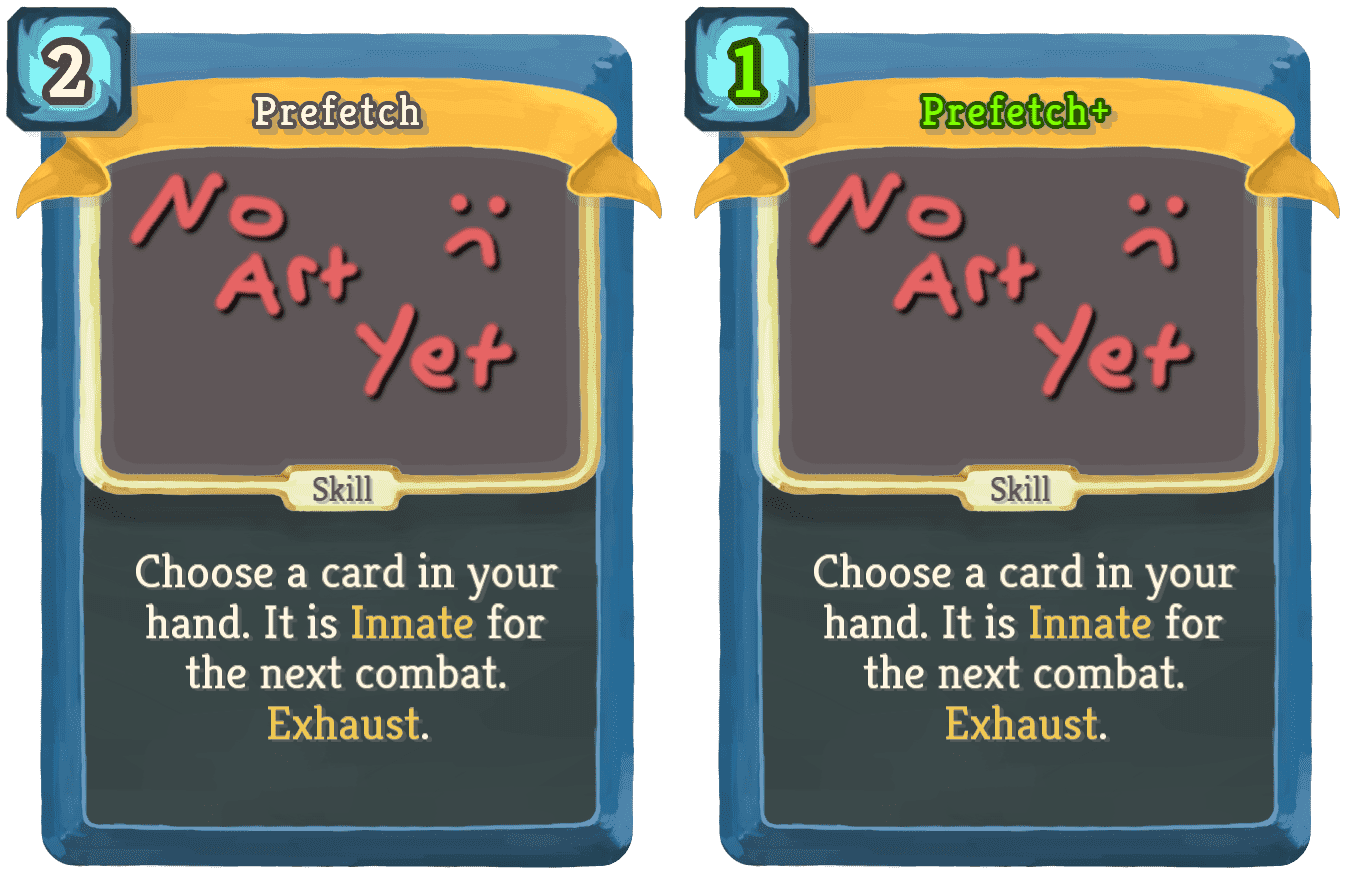 2
Prefetch
No
Art
Yet
Skill
Choose a card in your
hand. It is Innate for
the next combat.
Exhaust.
1
Prefetch+
No
Art
Yet
Skill
Choose a card in your
hand. It is Innate for
the next combat.
Exhaust.